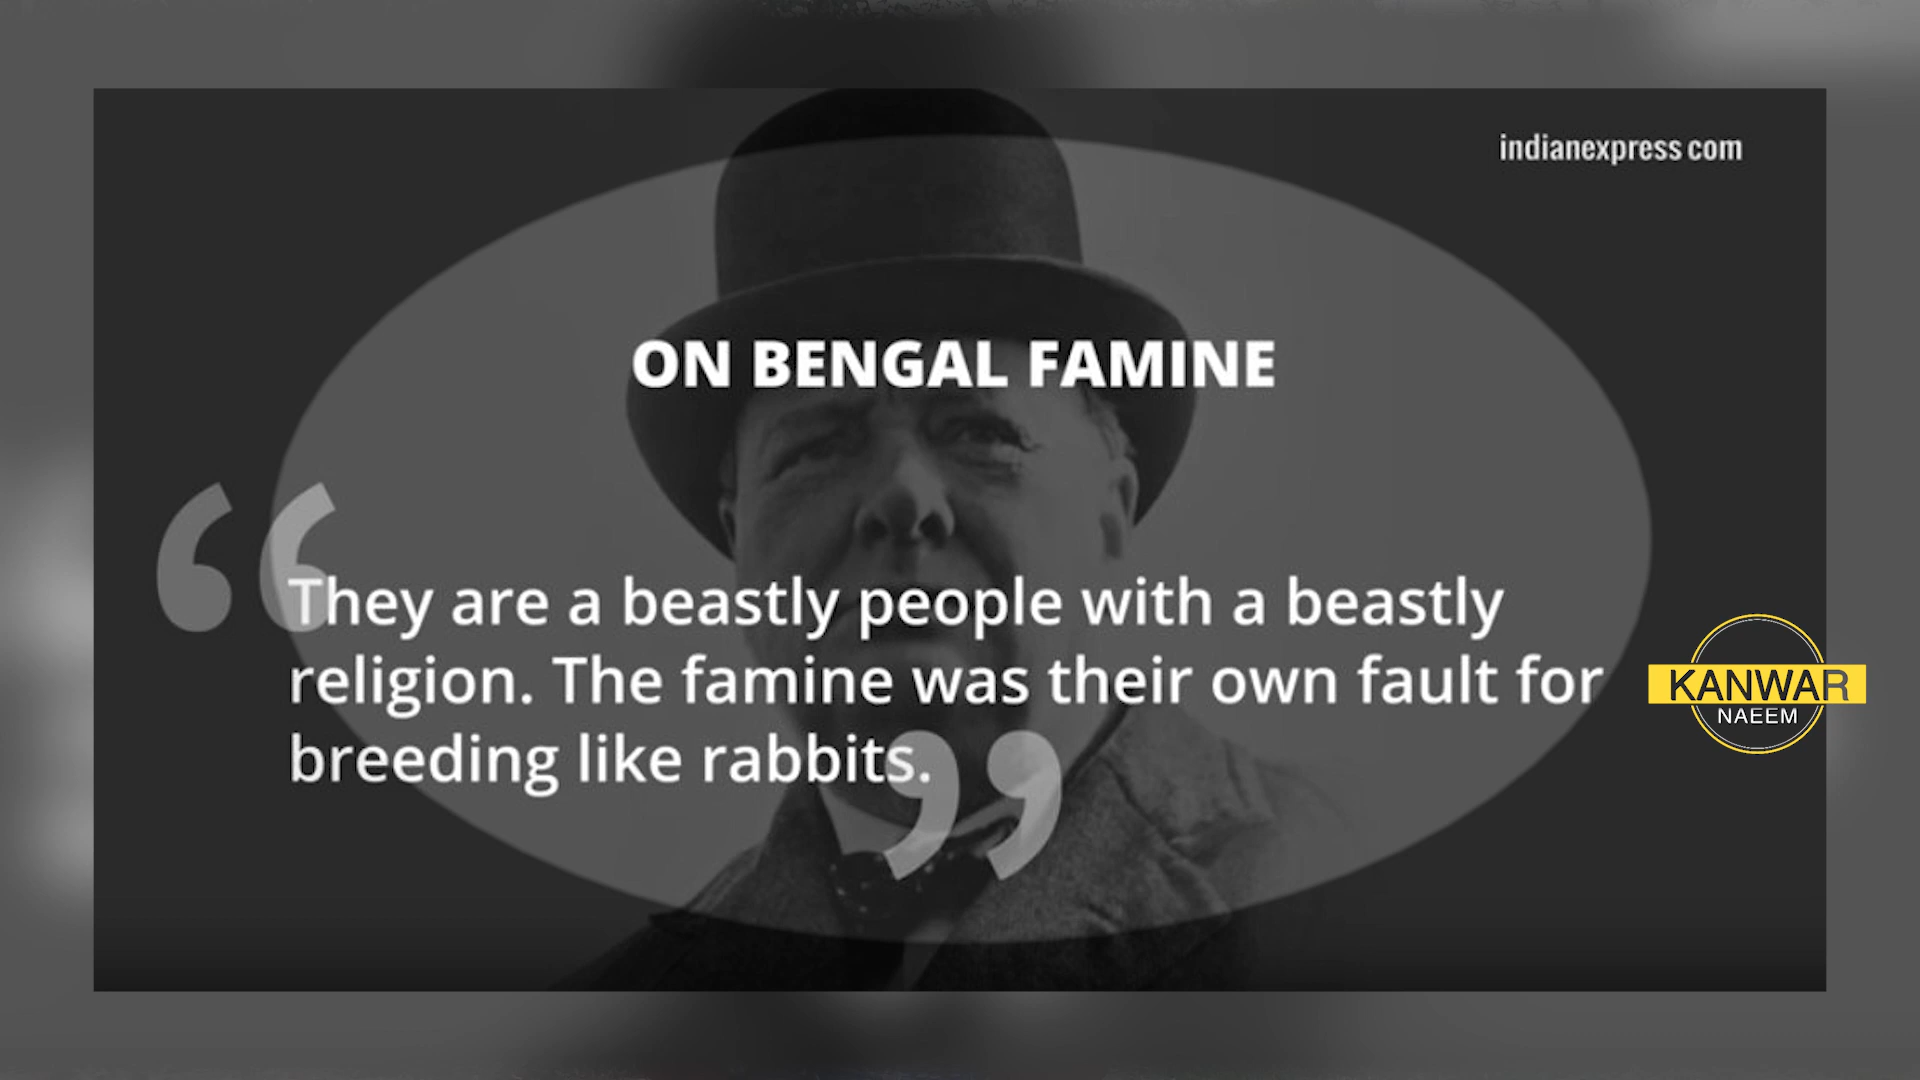 indianexpress.com
ON BENGAL FAMINE
“They are a beastly people with a beastly
religion. The famine was their own fault for
breeding like rabbits.”
KANWAR
NAEEM